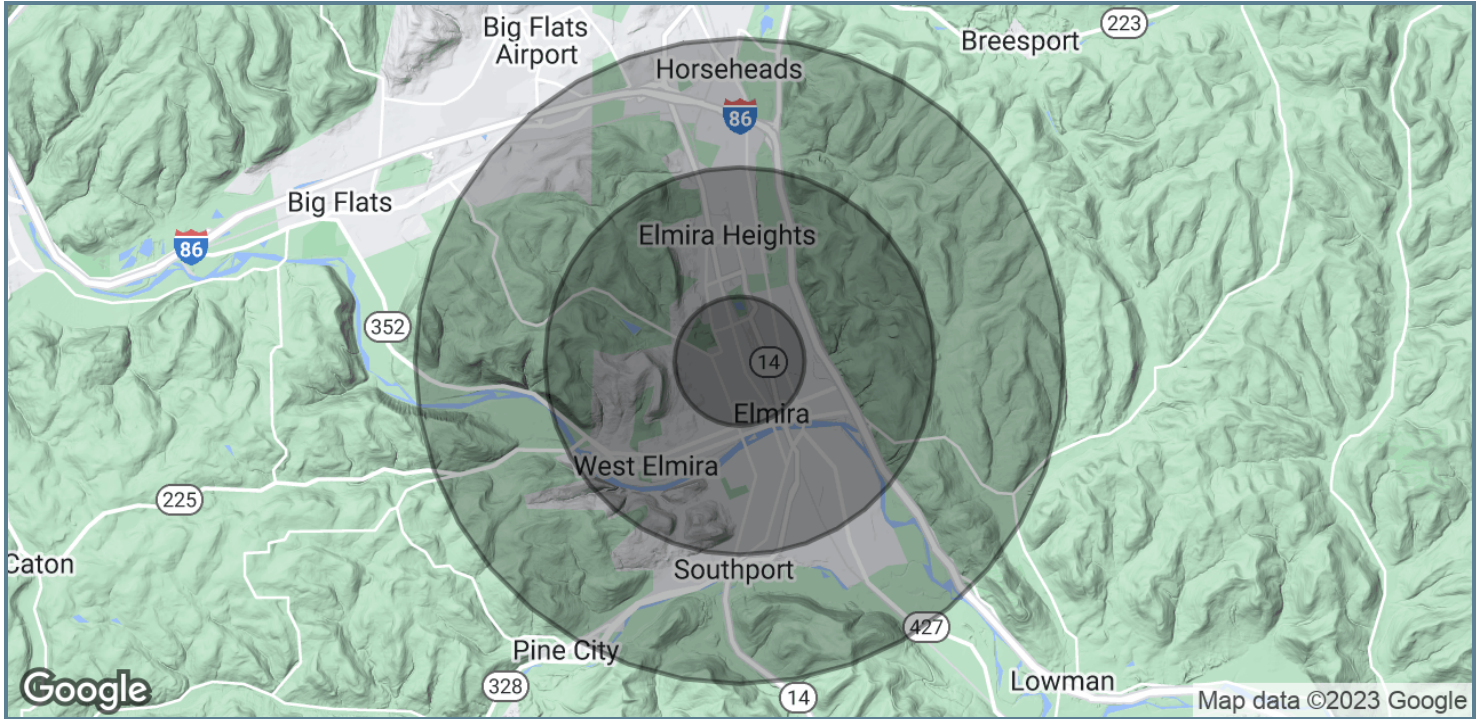 Big Flats
Airport
Breesport
223
Horseheads
86
Big Flats
86
Elmira Heights
352
14
Elmira
West Elmira
225
Caton
Southport
427
Pine City
328
14
Lowman
Google
Map data ©2023 Google